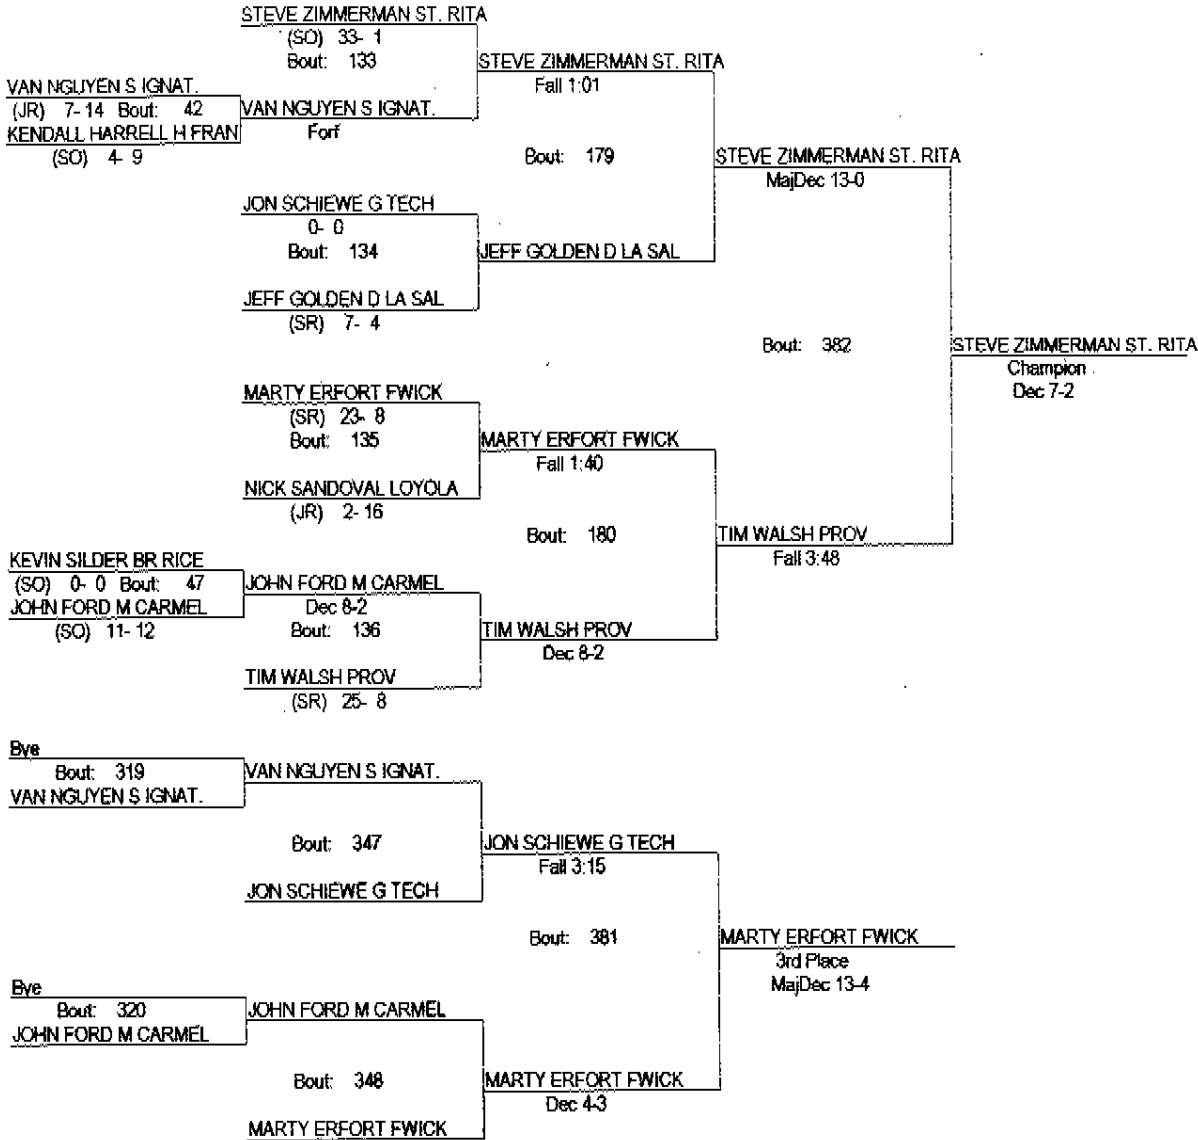 STEVE ZIMMERMAN ST. RITA
(SO) 33- 1
Bout: 133
STEVE ZIMMERMAN ST. RITA
Fall 1:01
VAN NGUYEN S IGNAT.
(JR) 7-14 Bout: 42
KENDALL HARRELL H FRAN
(SO) 4- 9
VAN NGUYEN S IGNAT.
Forf
Bout: 179
STEVE ZIMMERMAN ST. RITA
MajDec 13-0
JON SCHIEWE G TECH
0- 0
Bout: 134
JEFF GOLDEN D LA SAL
JEFF GOLDEN D LA SAL
(SR) 7- 4
Bout: 382
STEVE ZIMMERMAN ST. RITA
Champion
Dec 7-2
MARTY ERFORT FWICK
(SR) 23- 8
Bout: 135
MARTY ERFORT FWICK
Fall 1:40
NICK SANDOVAL LOYOLA
(JR) 2-16
Bout: 180
TIM WALSH PROV
Fall 3:48
KEVIN SILDER BR RICE
(SO) 0- 0 Bout: 47
JOHN FORD M CARMEL
(SO) 11-12
JOHN FORD M CARMEL
Dec 8-2
Bout: 136
TIM WALSH PROV
Dec 8-2
TIM WALSH PROV
(SR) 25- 8
Bye
Bout: 319
VAN NGUYEN S IGNAT.
VAN NGUYEN S IGNAT.
Bout: 347
JON SCHIEWE G TECH
Fall 3:15
JON SCHIEWE G TECH
Bout: 381
MARTY ERFORT FWICK
3rd Place
MajDec 13-4
Bye
Bout: 320
JOHN FORD M CARMEL
JOHN FORD M CARMEL
Bout: 348
MARTY ERFORT FWICK
Dec 4-3
MARTY ERFORT FWICK